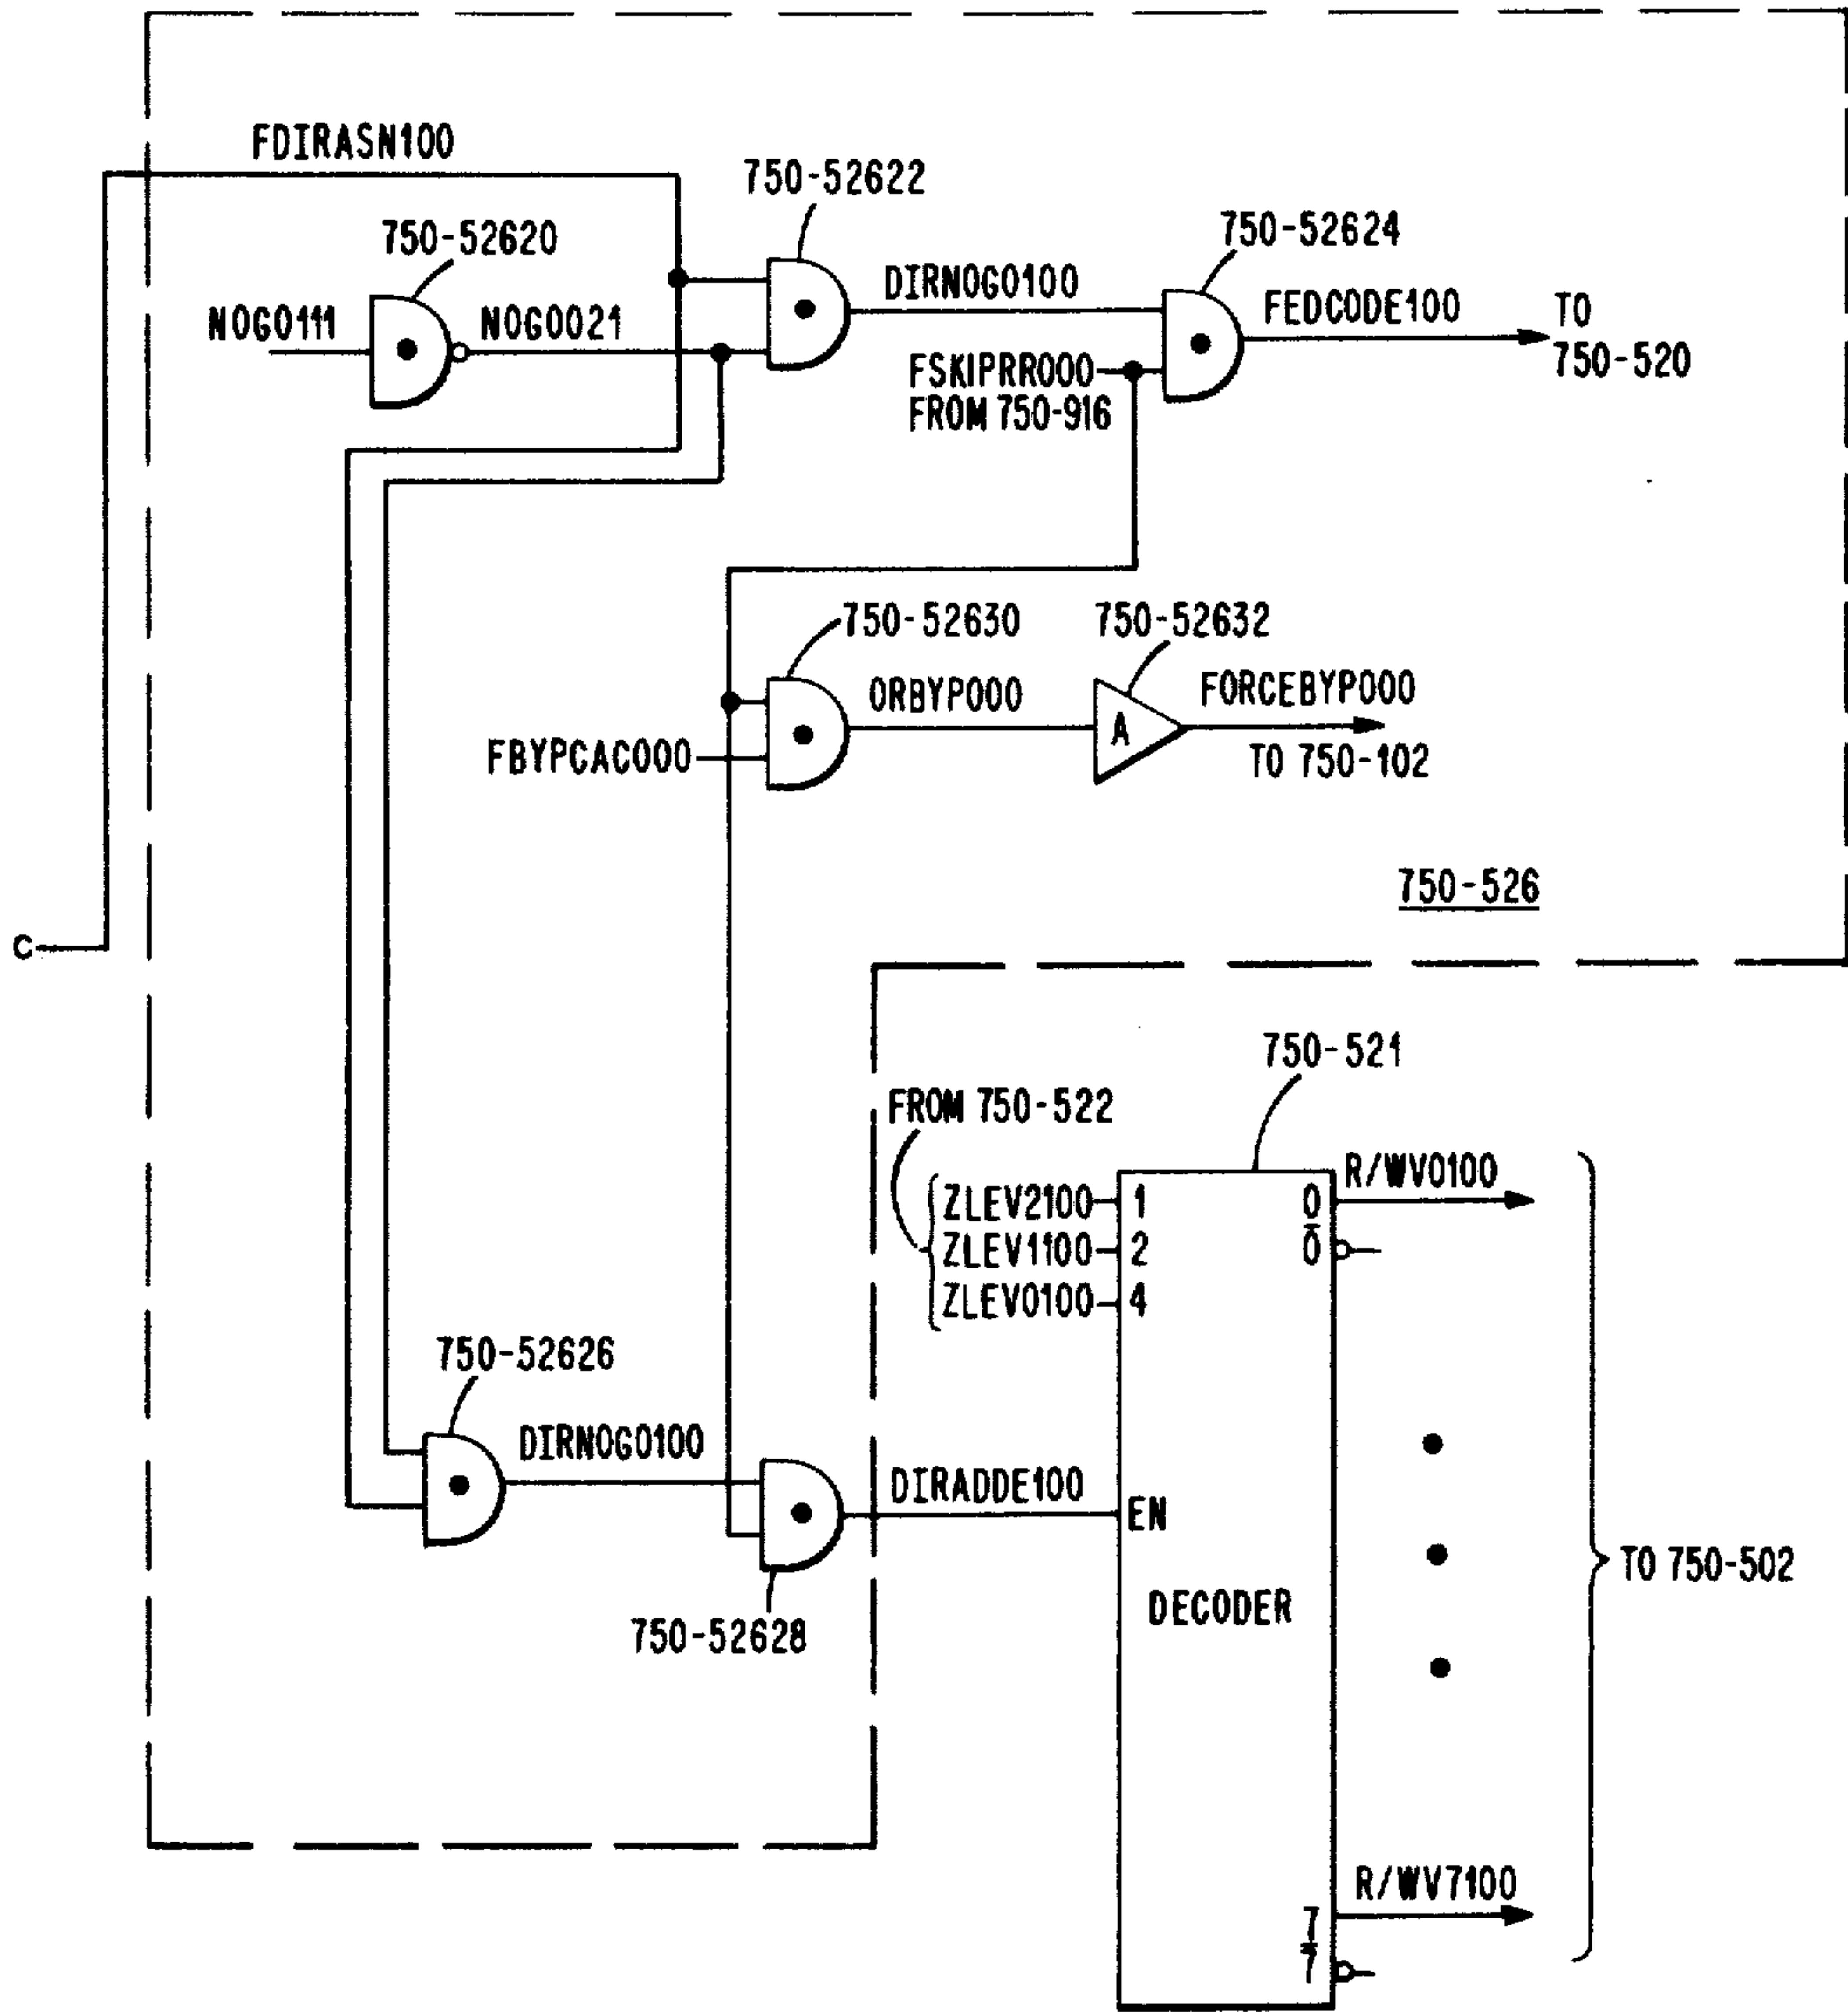 FDIRASN100
750-52622
750-52620
750-52624
NOGO111
NOGO021
DIRNOGO100
FEDCODE100
TO
750-520
FSKIPRR000
FROM 750-916
750-52630
750-52632
ORBYP000
FORCEBYP000
A
FBYPCAC000
TO 750-102
750-526
C
750-521
FROM 750-522
R/WV0100
ZLEV2100
1
0
ZLEV1100
2
0̅
ZLEV0100
4
750-52626
DIRNOGO100
DIRADDE100
EN
TO 750-502
DECODER
750-52628
R/WV7100
7
7̅